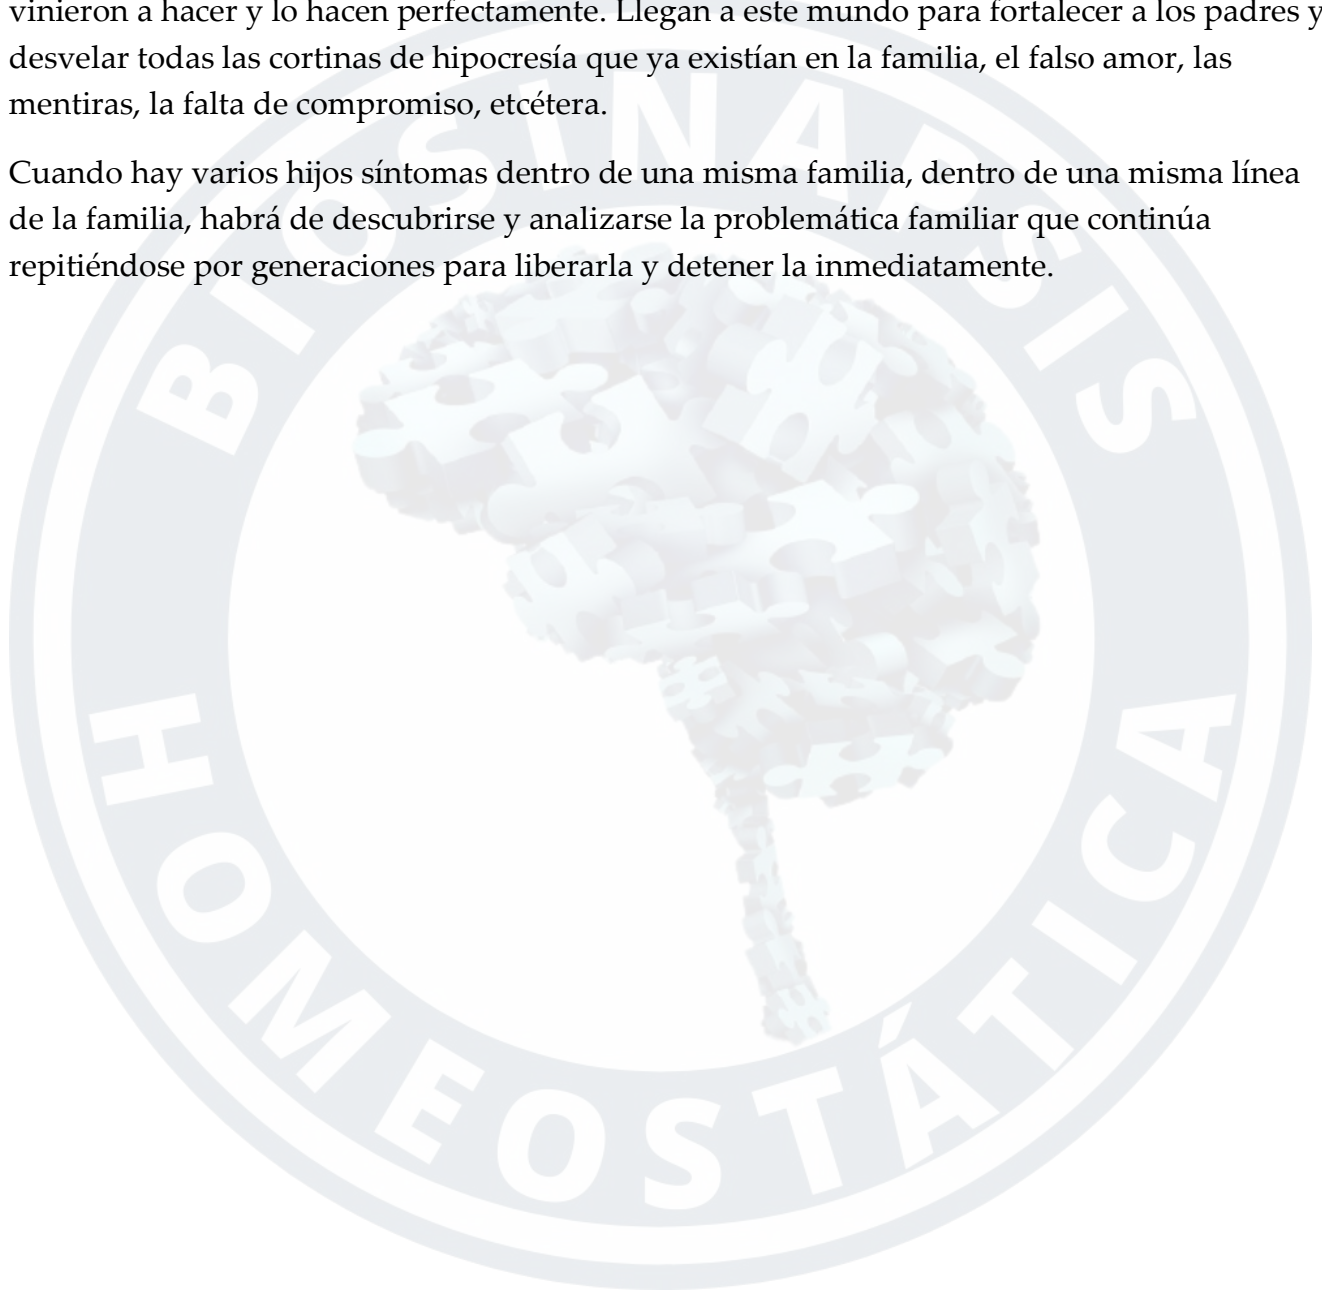 vinieron a hacer y lo hacen perfectamente. Llegan a este mundo para fortalecer a los padres y
desvelar todas las cortinas de hipocresía que ya existían en la familia, el falso amor, las
mentiras, la falta de compromiso, etcétera.
Cuando hay varios hijos síntomas dentro de una misma familia, dentro de una misma línea
de la familia, habrá de descubrirse y analizarse la problemática familiar que continúa
repitiéndose por generaciones para liberarla y detener la inmediatamente.
BIOSINAPSIS
HOMEOSTÁTICA